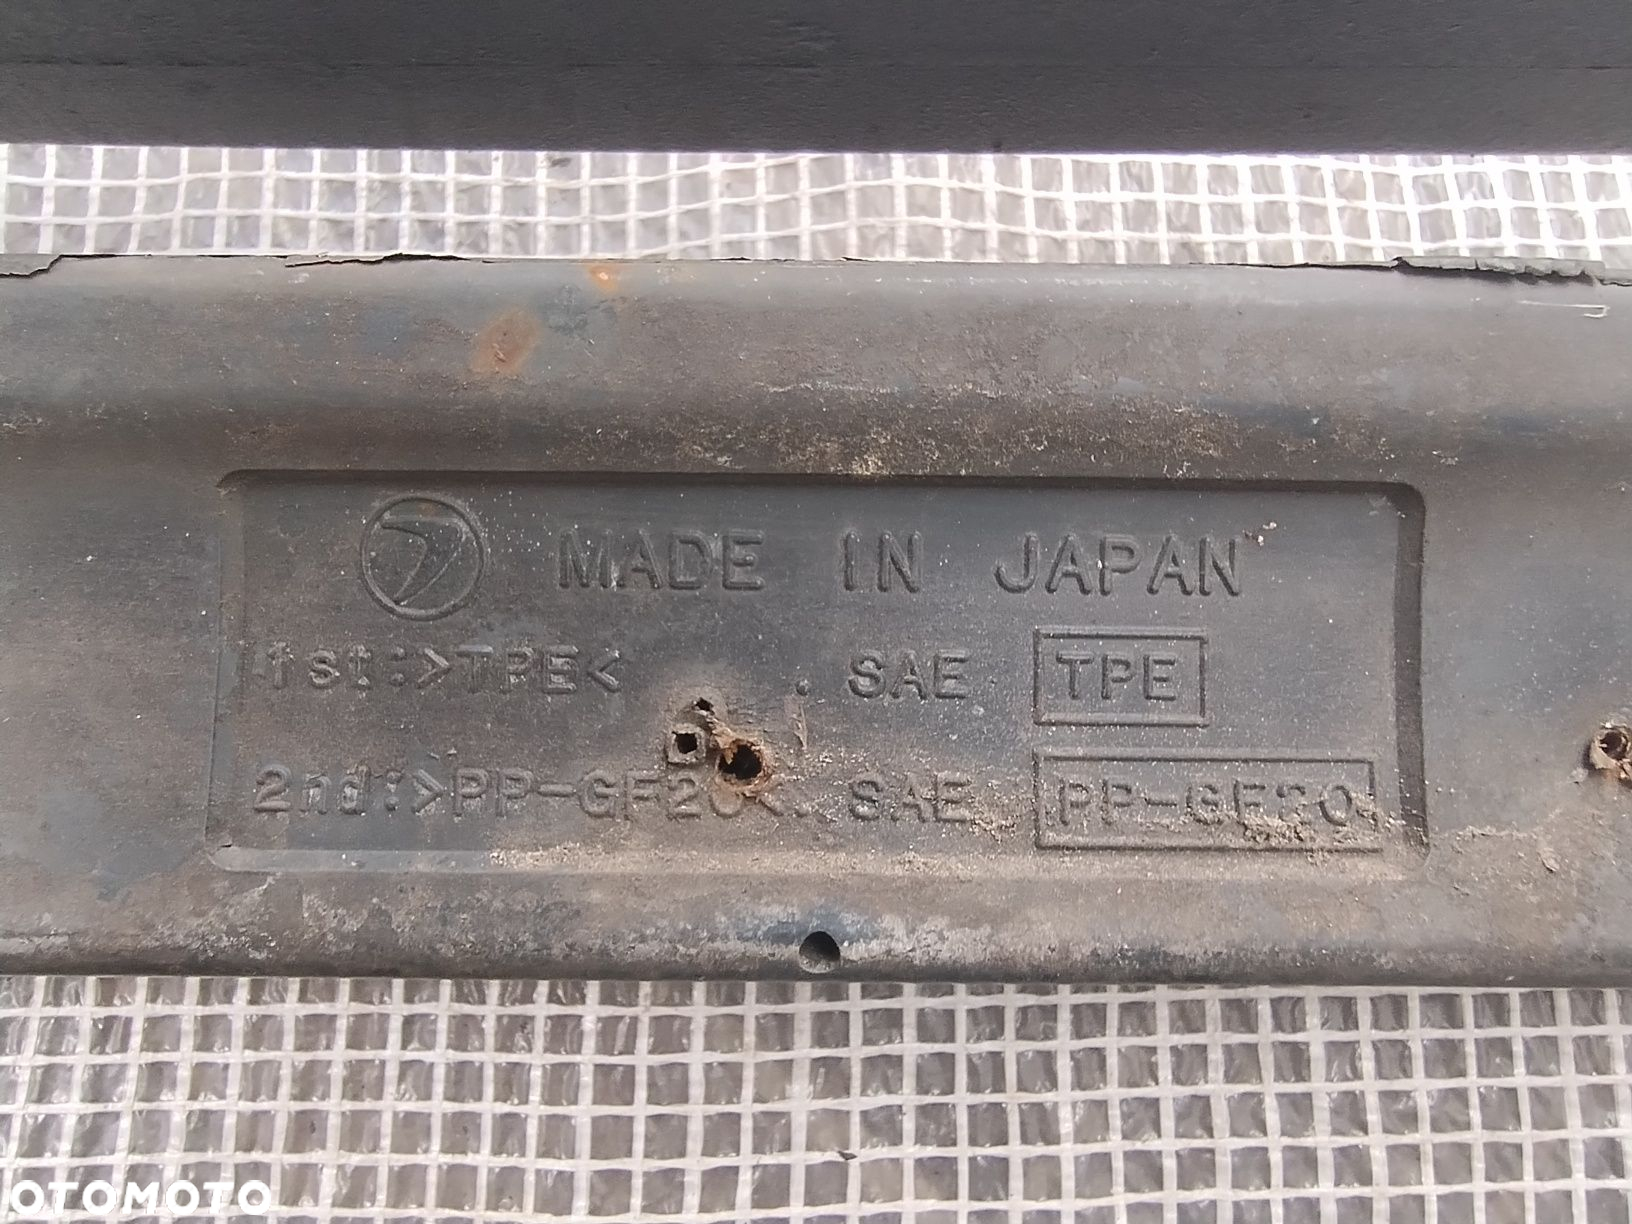 MADE IN JAPAN
1st:>TPE< . SAE TPE
2nd:>PP-GF20<. SAE PP-GF20
OTOMOTO